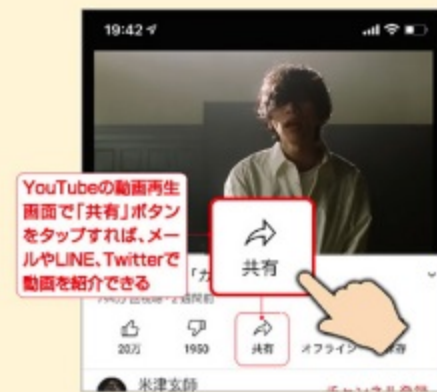 19:42
YouTubeの動画再生
画面で「共有」ボタン
をタップすれば、メー
ルやLINE、Twitterで
動画を紹介できる
共有
「カ
2週間前
20万
1950
共有
オフライン
米津玄師
チャンネル登録